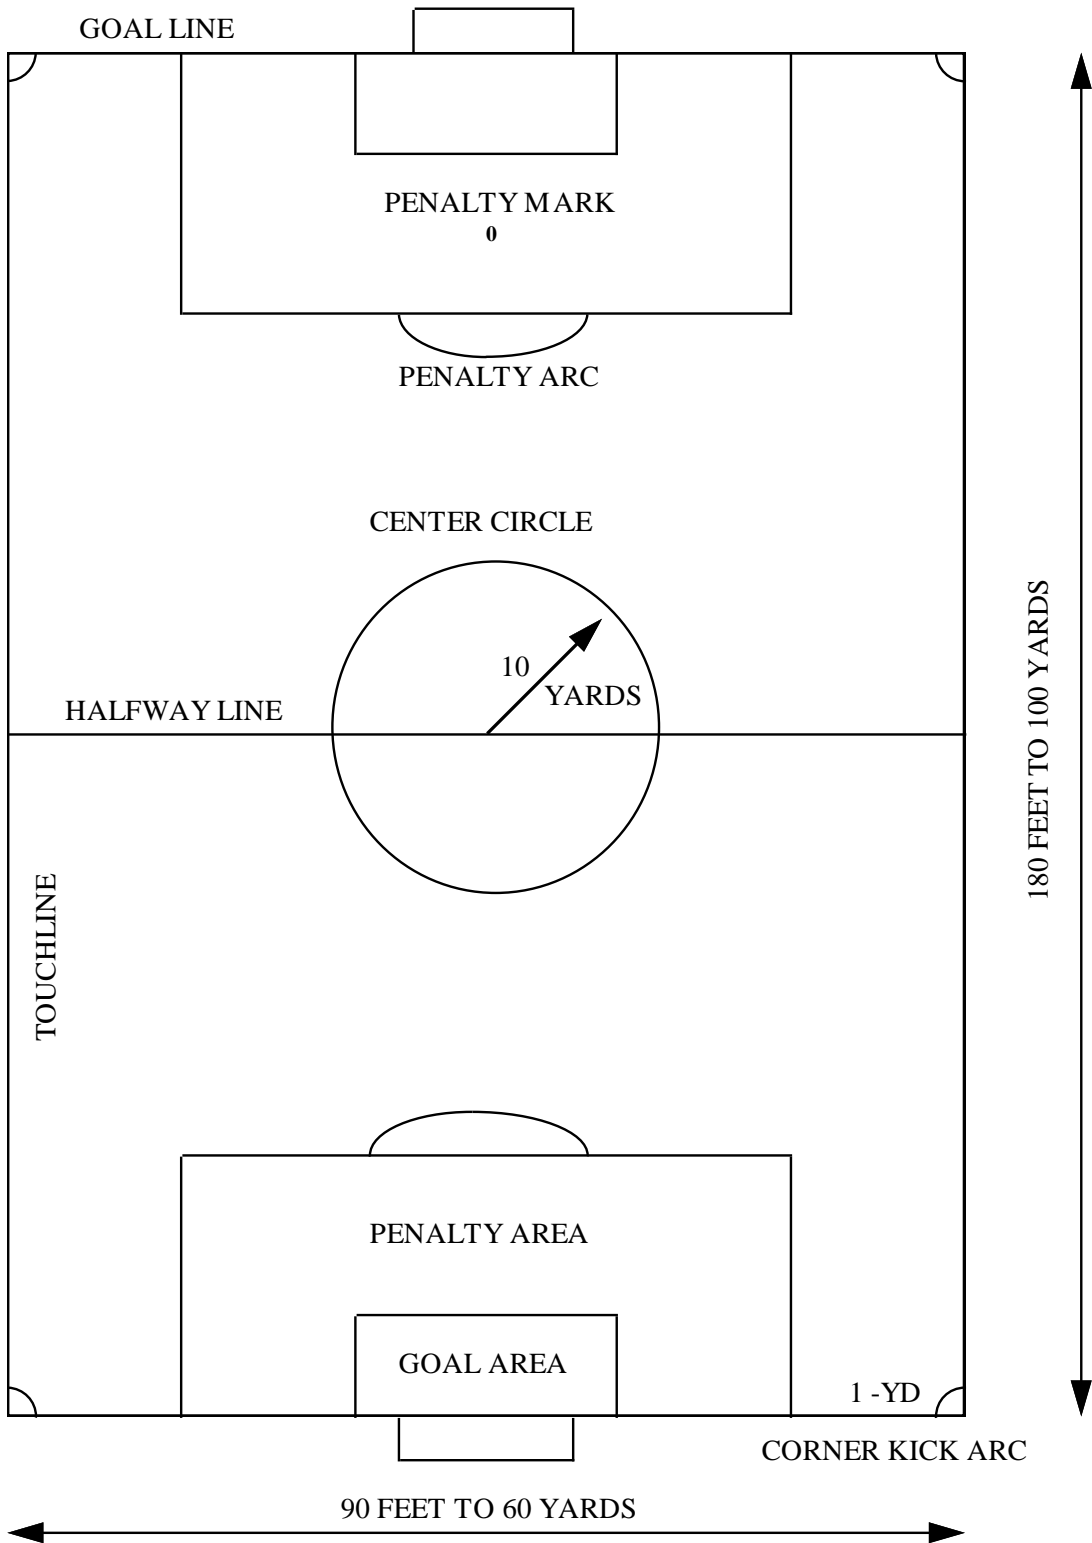 GOAL LINE
PENALTY MARK
0
PENALTY ARC
CENTER CIRCLE
10
YARDS
HALFWAY LINE
180 FEET TO 100 YARDS
TOUCHLINE
PENALTY AREA
GOAL AREA
1 -YD
CORNER KICK ARC
90 FEET TO 60 YARDS